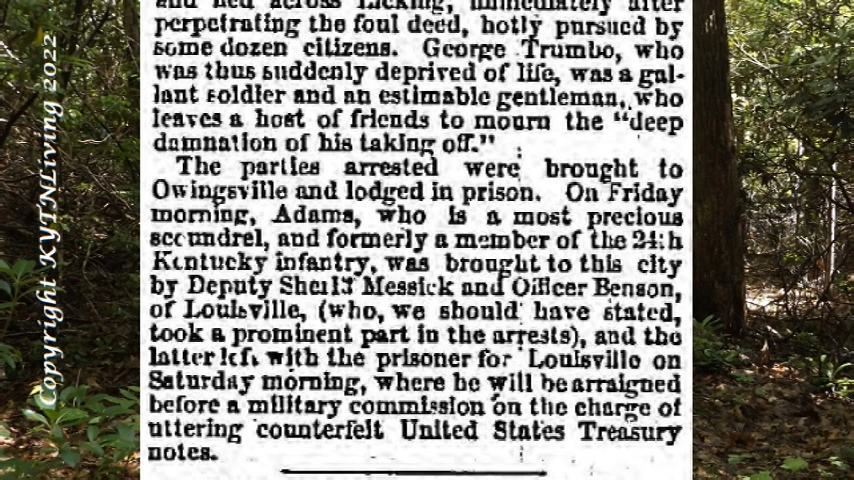 and fled across Licking, immediately after
perpetrating the foul deed, hotly pursued by
some dozen citizens. George Trumbo, who
was thus suddenly deprived of life, was a gal-
lant soldier and an estimable gentleman, who
leaves a host of friends to mourn the "deep
damnation of his taking off."
The parties arrested were brought to
Owingsville and lodged in prison. On Friday
morning, Adams, who is a most precious
scoundrel, and formerly a member of the 24th
Kentucky infantry, was brought to this city
by Deputy Sheriff Messick and Officer Benson,
of Louisville, (who, we should have stated,
took a prominent part in the arrests), and the
latter left with the prisoner for Louisville on
Saturday morning, where he will be arraigned
before a military commission on the charge of
uttering counterfeit United States Treasury
notes.
Copyright KYTNLiving 2022